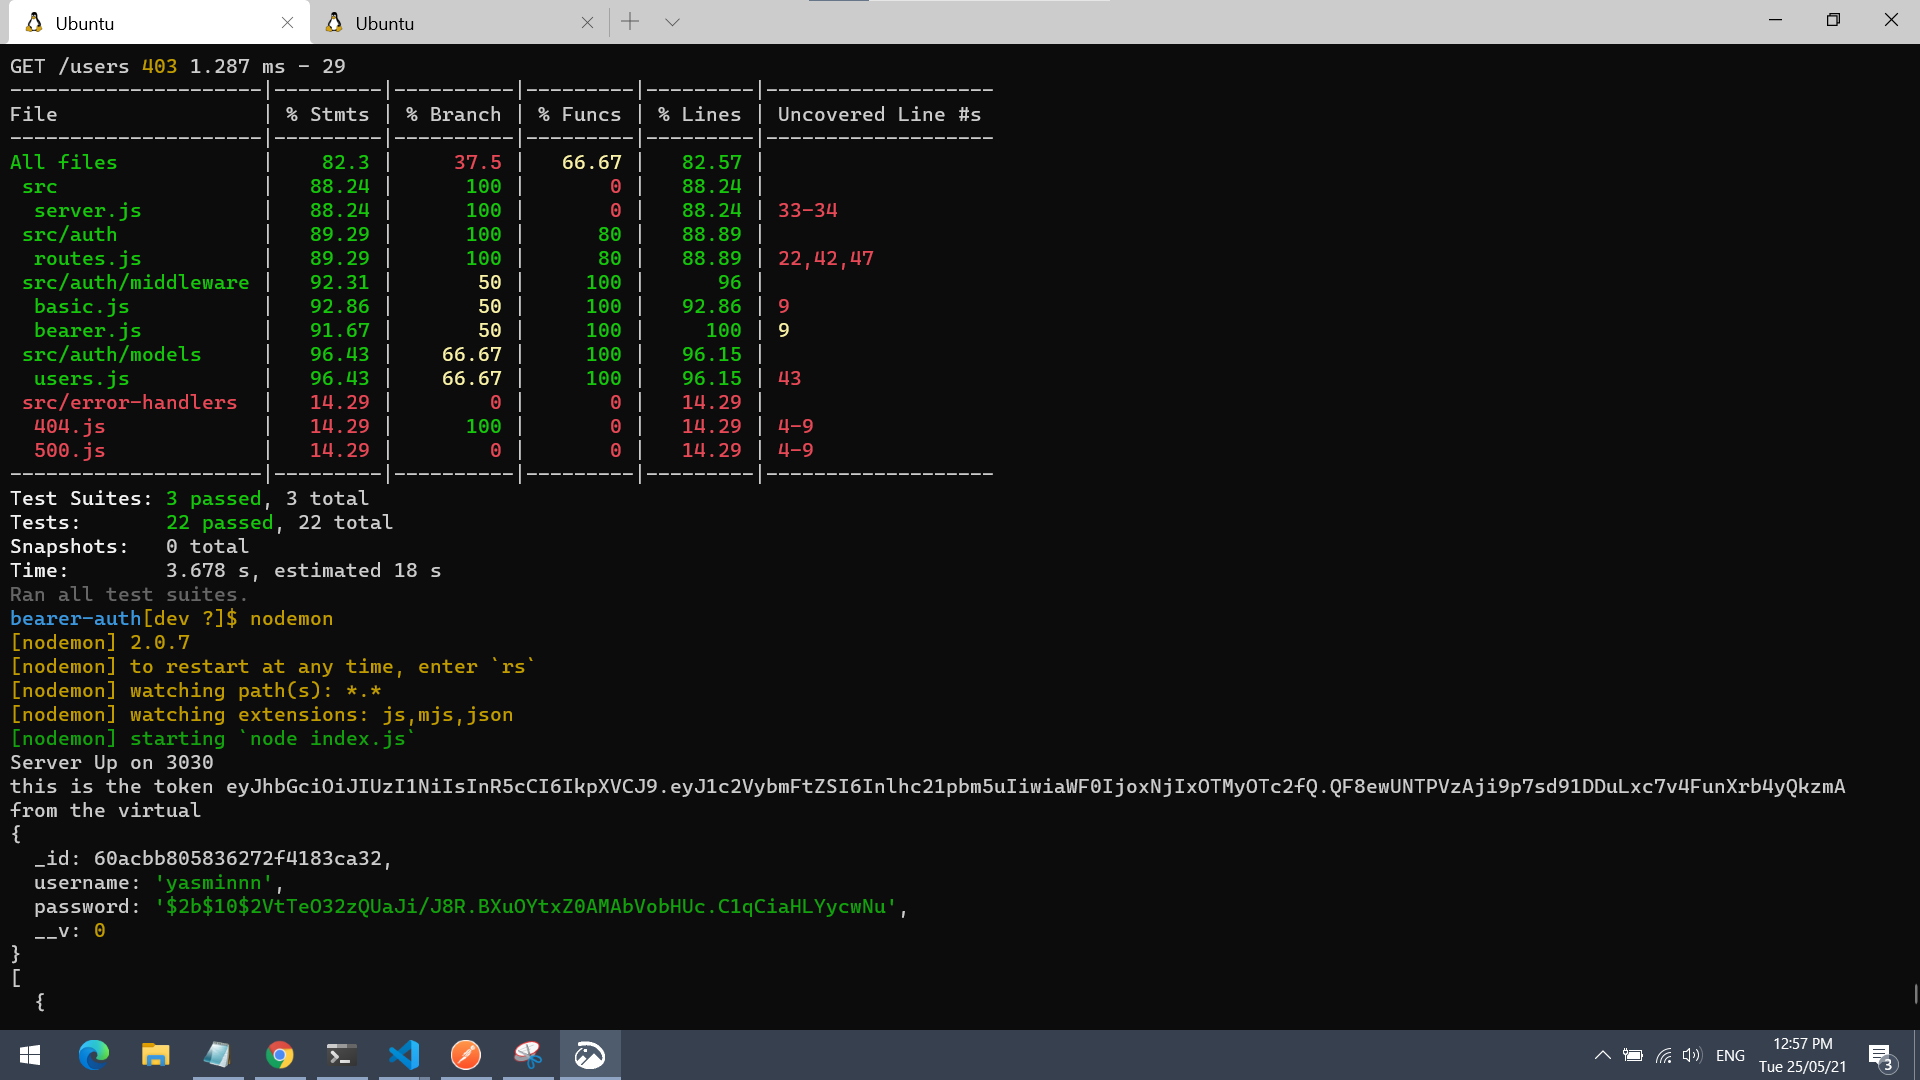 Ubuntu
Ubuntu
GET /users 403 1.287 ms - 29
---------------------|---------|----------|---------|---------|-------------------
File                 | % Stmts | % Branch | % Funcs | % Lines | Uncovered Line #s
---------------------|---------|----------|---------|---------|-------------------
All files            |    82.3 |     37.5 |   66.67 |   82.57 |
 src                 |   88.24 |      100 |       0 |   88.24 |
  server.js          |   88.24 |      100 |       0 |   88.24 | 33-34
 src/auth            |   89.29 |      100 |      80 |   88.89 |
  routes.js          |   89.29 |      100 |      80 |   88.89 | 22,42,47
 src/auth/middleware |   92.31 |       50 |     100 |      96 |
  basic.js           |   92.86 |       50 |     100 |   92.86 | 9
  bearer.js          |   91.67 |       50 |     100 |     100 | 9
 src/auth/models     |   96.43 |    66.67 |     100 |   96.15 |
  users.js           |   96.43 |    66.67 |     100 |   96.15 | 43
 src/error-handlers  |   14.29 |        0 |       0 |   14.29 |
  404.js             |   14.29 |      100 |       0 |   14.29 | 4-9
  500.js             |   14.29 |        0 |       0 |   14.29 | 4-9
---------------------|---------|----------|---------|---------|-------------------
Test Suites: 3 passed, 3 total
Tests:       22 passed, 22 total
Snapshots:   0 total
Time:        3.678 s, estimated 18 s
Ran all test suites.
bearer-auth[dev ?]$ nodemon
[nodemon] 2.0.7
[nodemon] to restart at any time, enter `rs`
[nodemon] watching path(s): *.*
[nodemon] watching extensions: js,mjs,json
[nodemon] starting `node index.js`
Server Up on 3030
this is the token eyJhbGciOiJIUzI1NiIsInR5cCI6IkpXVCJ9.eyJ1c2VybmFtZSI6Inlhc21pbm5uIiwiaWF0IjoxNjIxOTMyOTc2fQ.QF8ewUNTPVzAji9p7sd91DDuLxc7v4FunXrb4yQkzmA
from the virtual
{
  _id: 60acbb805836272f4183ca32,
  username: 'yasminnn',
  password: '$2b$10$2VtTeO32zQUaJi/J8R.BXuOYtxZ0AMAbVobHUc.C1qCiaHLYycwNu',
  __v: 0
}
[
  {
ENG
12:57 PM
Tue 25/05/21
3